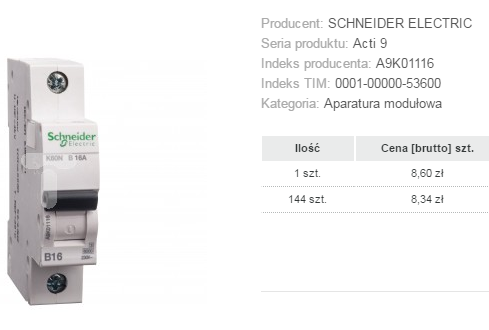 Producent: SCHNEIDER ELECTRIC
Seria produktu: Acti 9
Indeks producenta: A9K01116
Indeks TIM: 0001-00000-53600
Kategoria: Aparatura modułowa
Ilość Cena [brutto] szt.
1 szt. 8,60 zł
144 szt. 8,34 zł
Schneider
Electric
K60N B 16A
A9K01116
B16